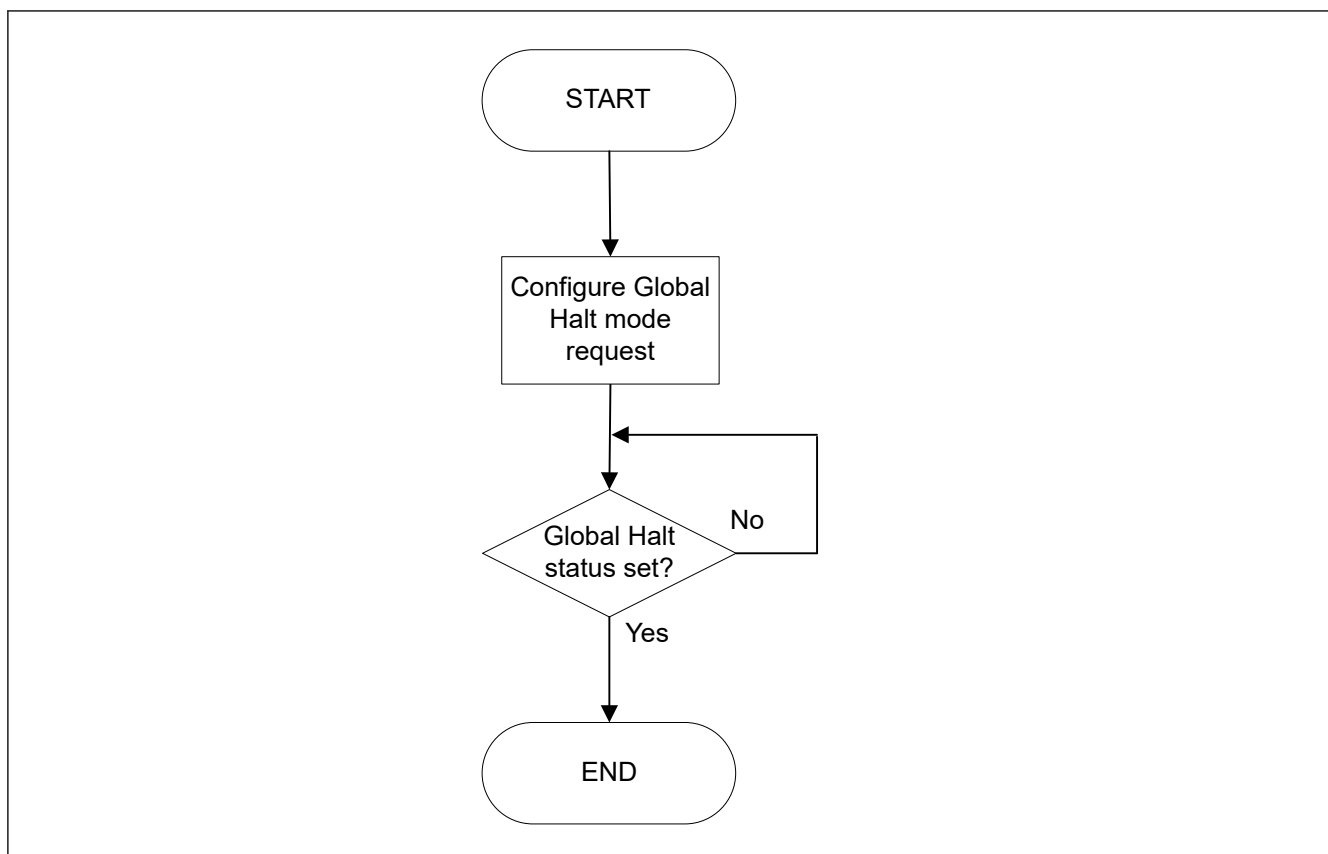 START
Configure Global
Halt mode
request
Global Halt
status set?
No
Yes
END